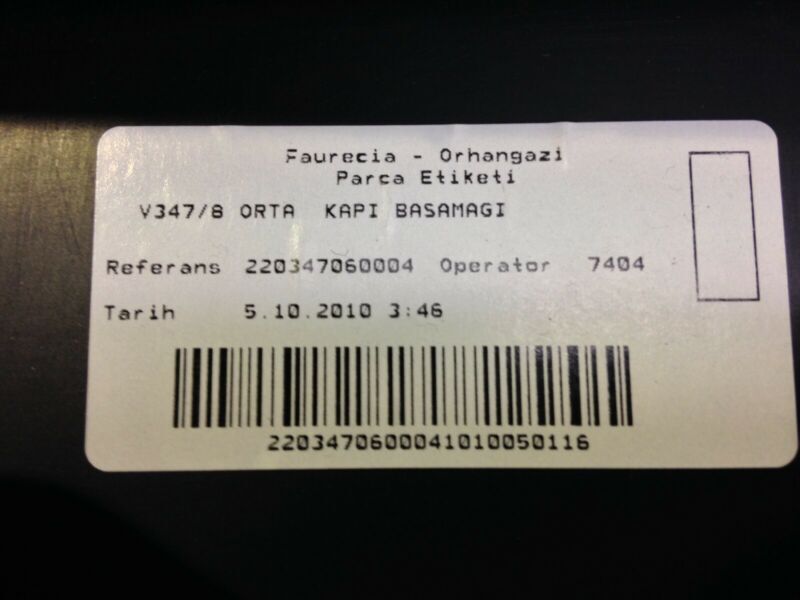 Faurecia - Orhangazi
Parca Etiketi
V347/8 ORTA KAPI BASAMAGI
Referans 220347060004 Operator 7404
Tarih 5.10.2010 3:46
2203470600041010050116